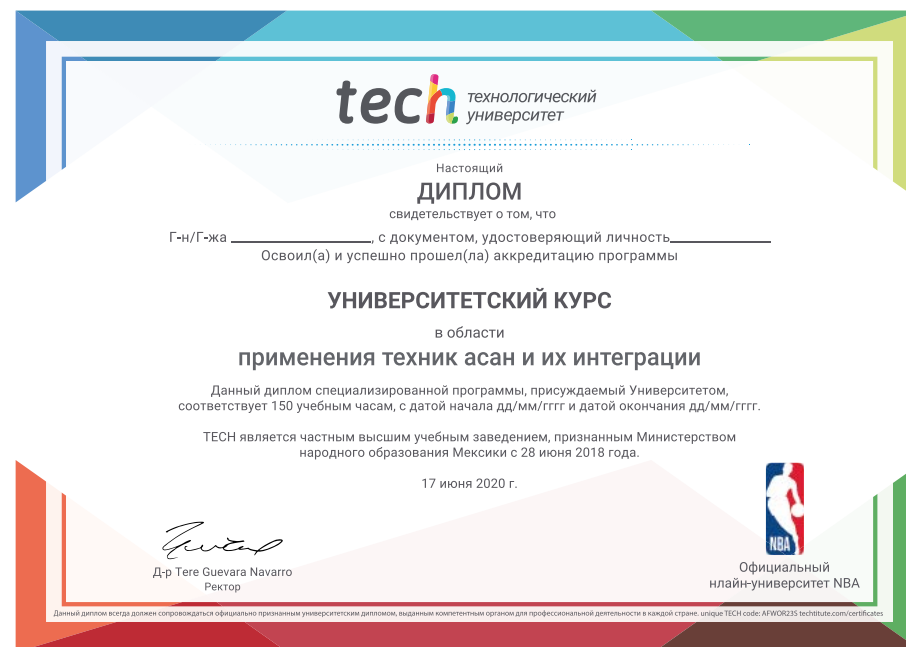 tech технологический
университет
Настоящий
ДИПЛОМ
свидетельствует о том, что
Г-н/Г-жа ____________, с документом, удостоверяющий личность____________
Освоил(а) и успешно прошел(ла) аккредитацию программы
УНИВЕРСИТЕТСКИЙ КУРС
в области
применения техник асан и их интеграции
Данный диплом специализированной программы, присуждаемый Университетом,
соответствует 150 учебным часам, с датой начала дд/мм/гггг и датой окончания дд/мм/гггг.
TECH является частным высшим учебным заведением, признанным Министерством
народного образования Мексики с 28 июня 2018 года.
17 июня 2020 г.
Д-р Tere Guevara Navarro
Ректор
NBA
Официальный
нлайн-университет NBA
Данный диплом всегда должен сопровождаться официально признанным университетским дипломом, выданным компетентным органом для профессиональной деятельности в каждой стране. unique TECH code: AFWOR23S techtitute.com/certificates